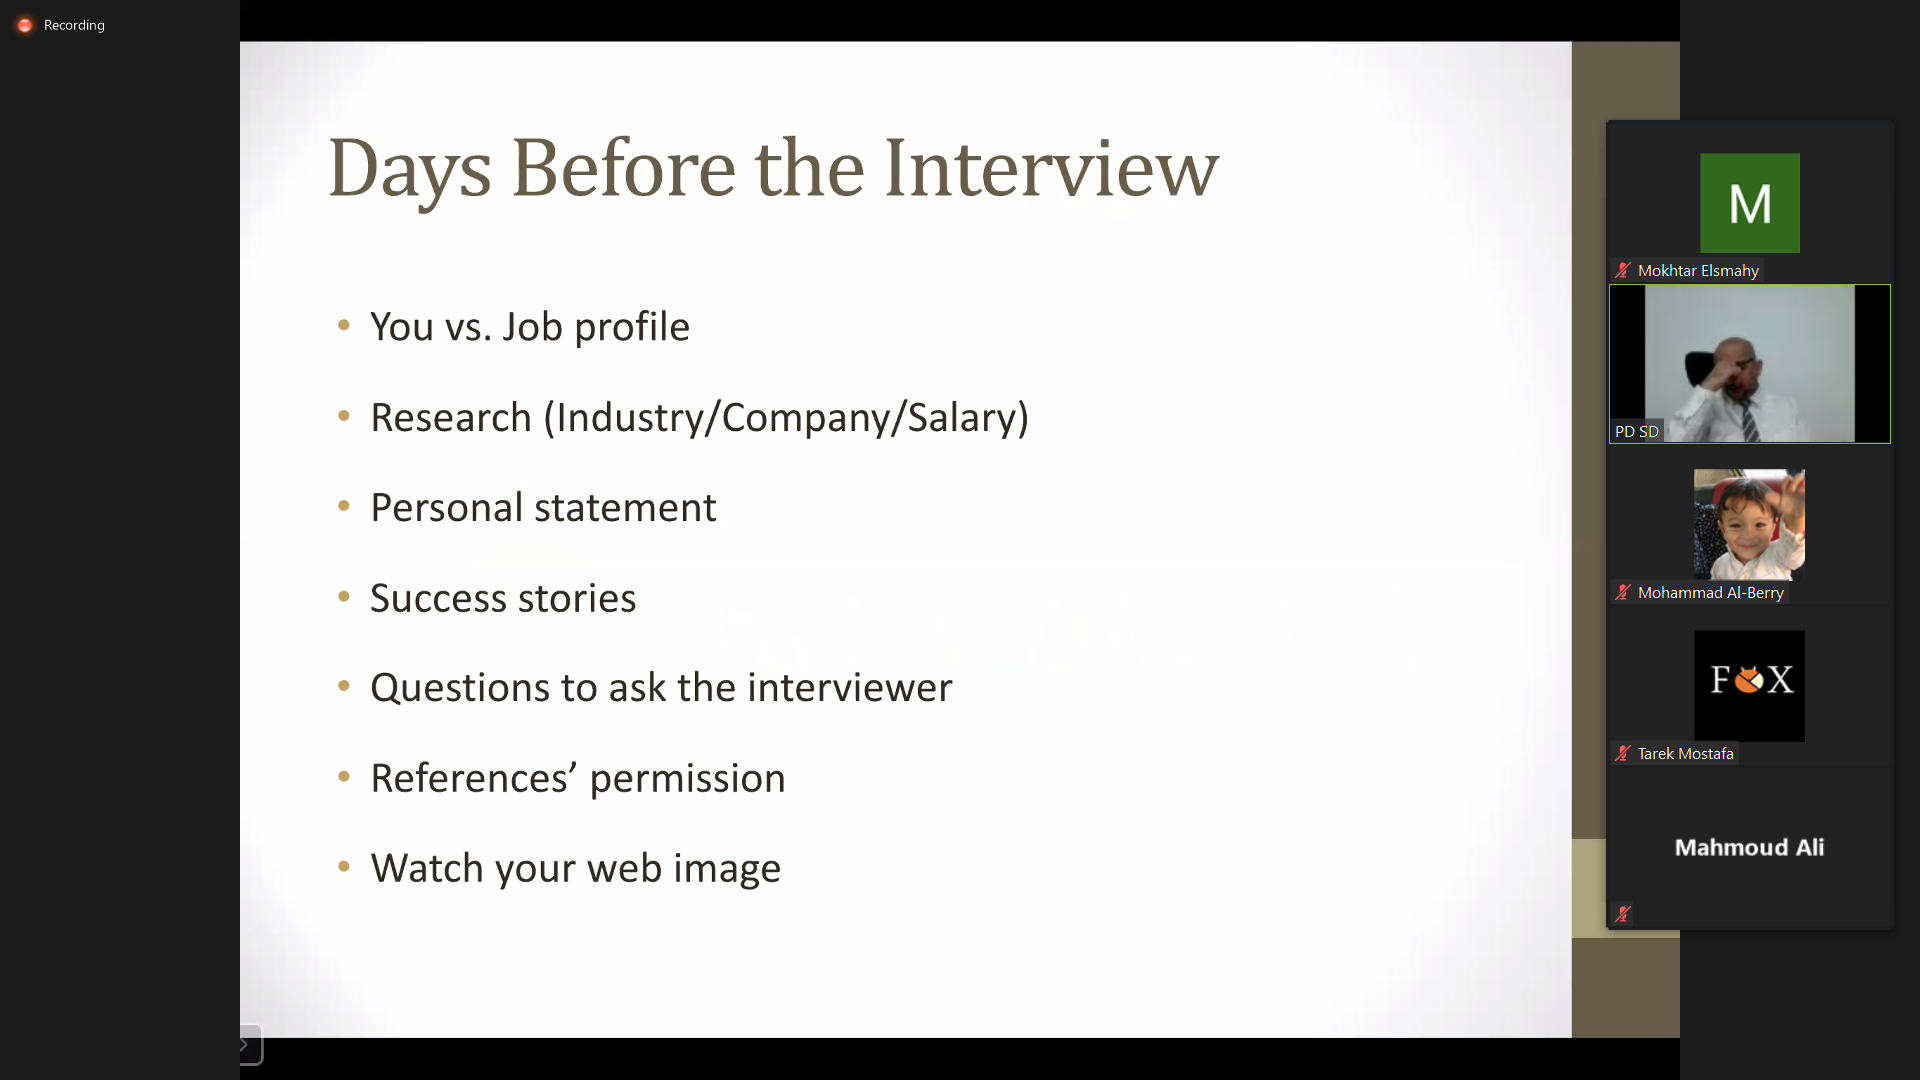 Recording
Days Before the Interview
• You vs. Job profile
• Research (Industry/Company/Salary)
• Personal statement
• Success stories
• Questions to ask the interviewer
• References’ permission
• Watch your web image
M
Mokhtar Elsmahy
PD SD
Mohammad Al-Berry
FOX
Tarek Mostafa
Mahmoud Ali